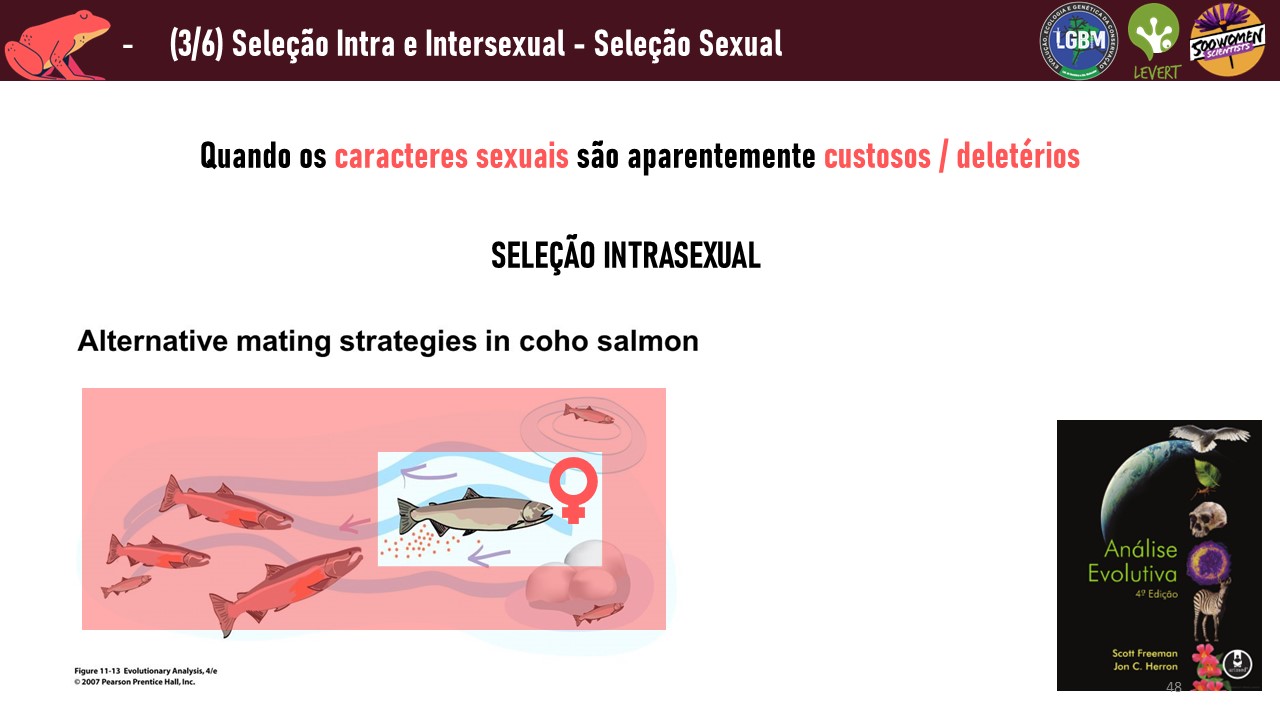 - (3/6) Seleção Intra e Intersexual - Seleção Sexual
EVOLUÇÃO, ECOLOGIA E GENÉTICA DA CONSERVAÇÃO
LGBM
LEVERT
500 WOMEN
SCIENTISTS
Quando os caracteres sexuais são aparentemente custosos / deletérios
SELEÇÃO INTRASEXUAL
Alternative mating strategies in coho salmon
Análise
Evolutiva
4ª Edição
Scott Freeman
Jon C. Herron
Figure 11-13 Evolutionary Analysis, 4/e
© 2007 Pearson Prentice Hall, Inc.
48